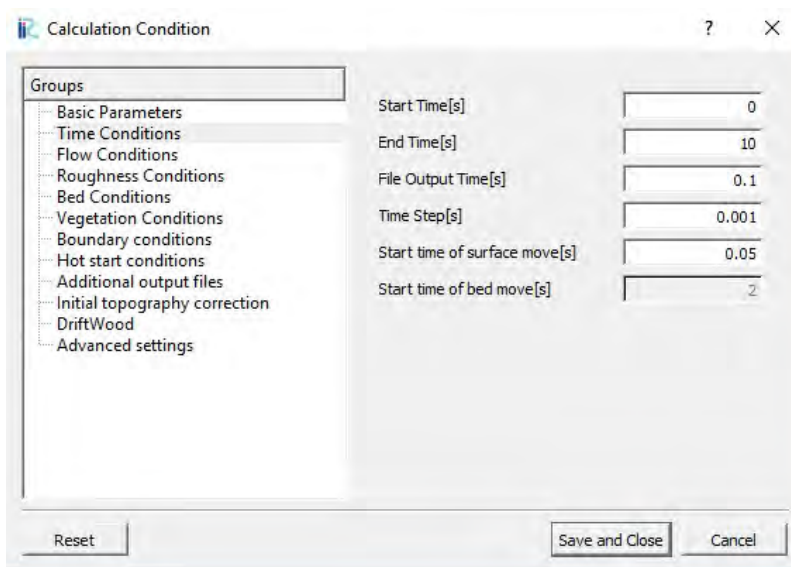 iRIC Calculation Condition ? ×
Groups
Basic Parameters
Time Conditions
Flow Conditions
Roughness Conditions
Bed Conditions
Vegetation Conditions
Boundary conditions
Hot start conditions
Additional output files
Initial topography correction
DriftWood
Advanced settings
Start Time[s] 0
End Time[s] 10
File Output Time[s] 0.1
Time Step[s] 0.001
Start time of surface move[s] 0.05
Start time of bed move[s] 2
Reset Save and Close Cancel